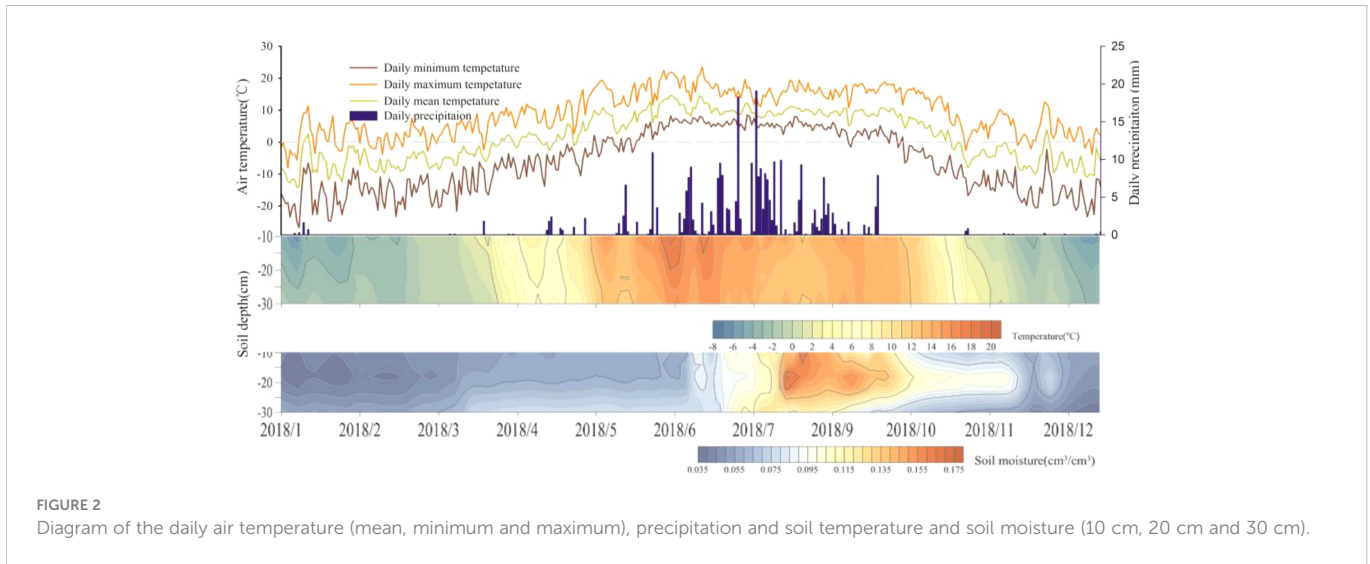 30
20
10
0
-10
-20
Air temperature(℃)
Daily minimum tempetature
Daily maximum tempetature
Daily mean tempetature
Daily precipitaion
25
20
15
10
5
0
Daily precipitaiation (mm)
-10
-20
-30
Soil depth(cm)
-8 -6 -4 -2 0 2 4 6 8 10 12 14 16 18 20
Temperature(°C)
-10
-20
-30
2018/1 2018/2 2018/3 2018/4 2018/5 2018/6 2018/7 2018/9 2018/10 2018/11 2018/12
0.035 0.055 0.075 0.095 0.115 0.135 0.155 0.175
Soil moisture(cm³/cm³)
FIGURE 2
Diagram of the daily air temperature (mean, minimum and maximum), precipitation and soil temperature and soil moisture (10 cm, 20 cm and 30 cm).